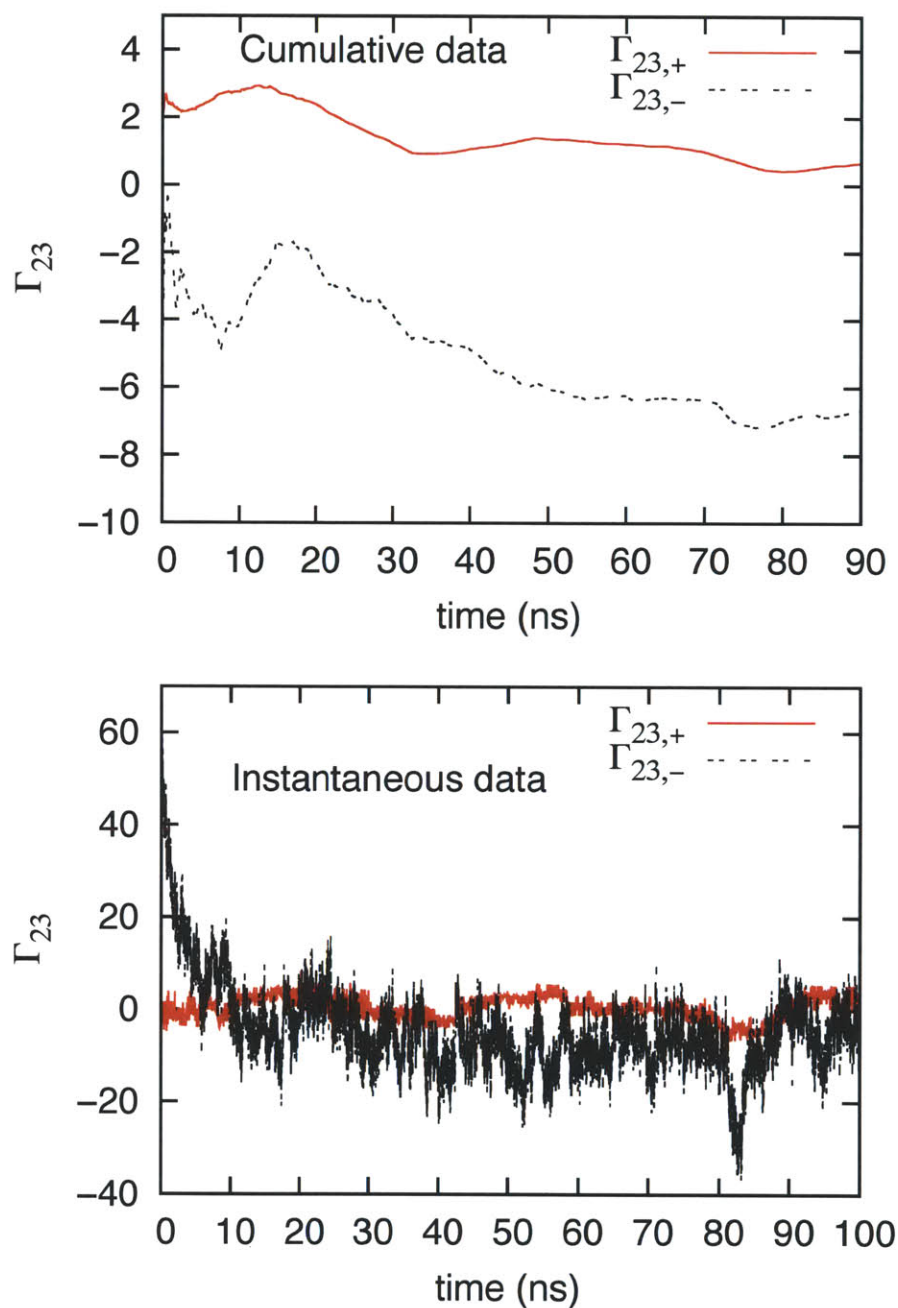 Cumulative data
Γ23,+
Γ23,−
4
2
0
−2
−4
−6
−8
−10
Γ23
0 10 20 30 40 50 60 70 80 90
time (ns)
Γ23,+
Γ23,−
Instantaneous data
60
40
20
0
−20
−40
Γ23
0 10 20 30 40 50 60 70 80 90 100
time (ns)